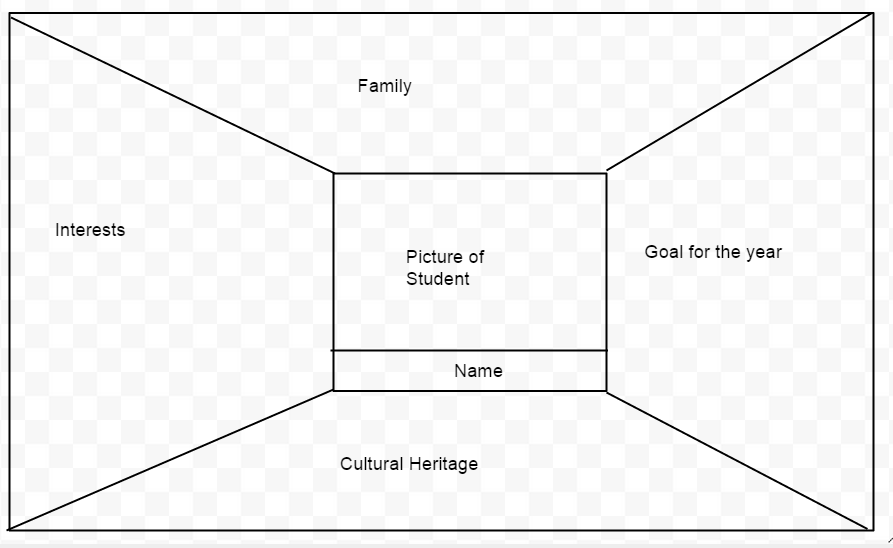 Family
Interests
Goal for the year
Picture of
Student
Name
Cultural Heritage